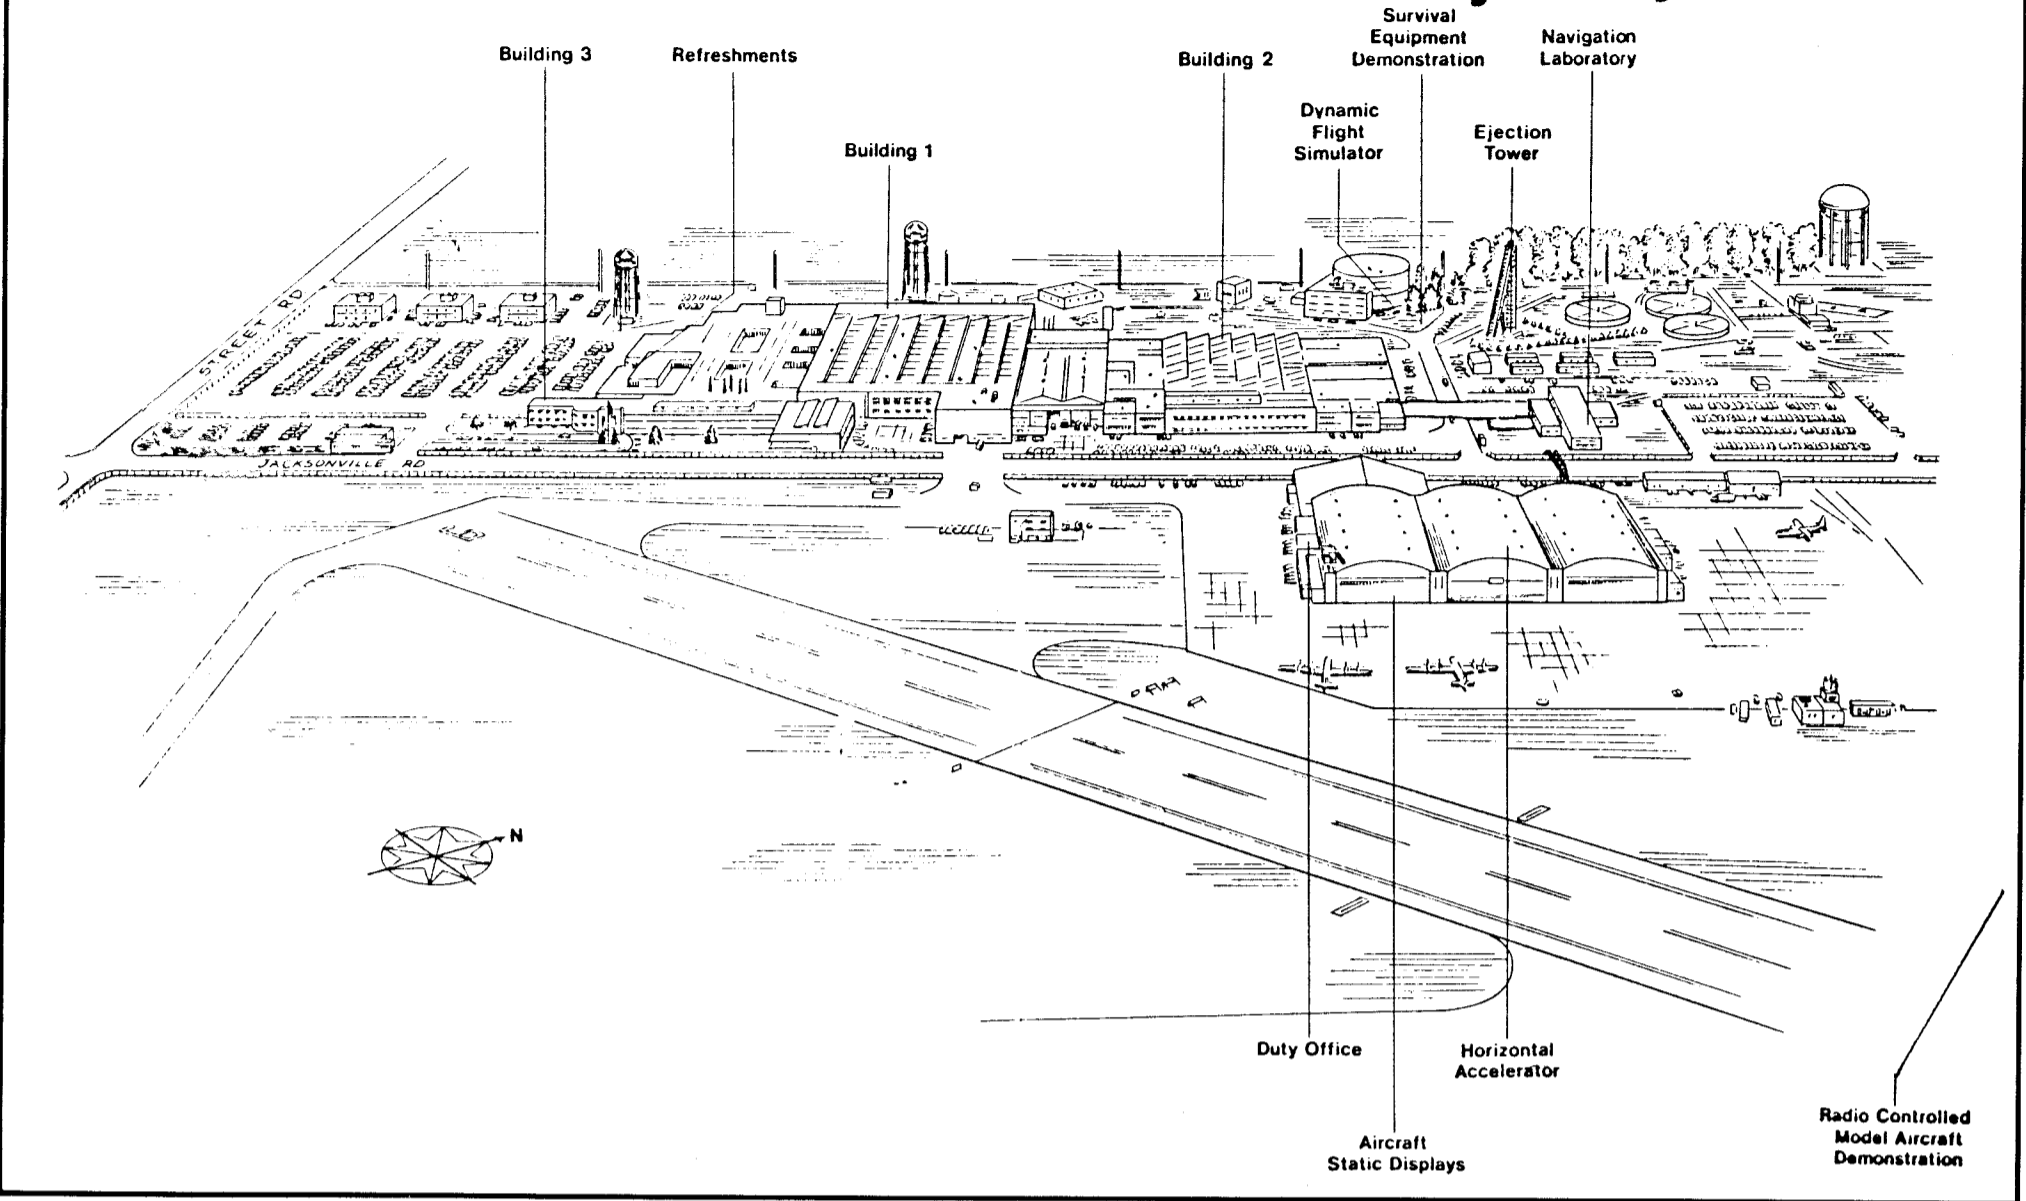 Survival
Equipment
Demonstration
Navigation
Laboratory
Building 3
Refreshments
Building 2
Dynamic
Flight
Simulator
Ejection
Tower
Building 1
STREET RD
JACKSONVILLE RD
N
Duty Office
Horizontal
Accelerator
Aircraft
Static Displays
Radio Controlled
Model Aircraft
Demonstration